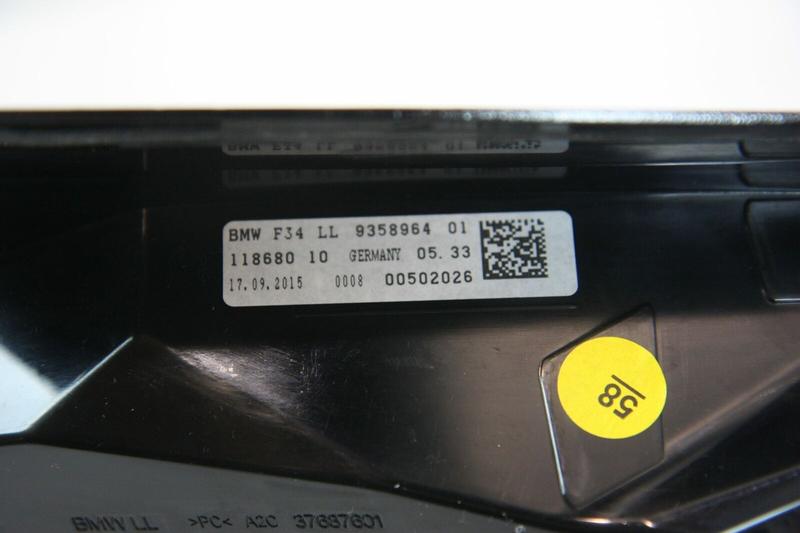 BMW F34 LL 9358964 01
118680 10 GERMANY 05.33
17.09.2015 0008 00502026
58
BMW LL >PC< A2C 37687601